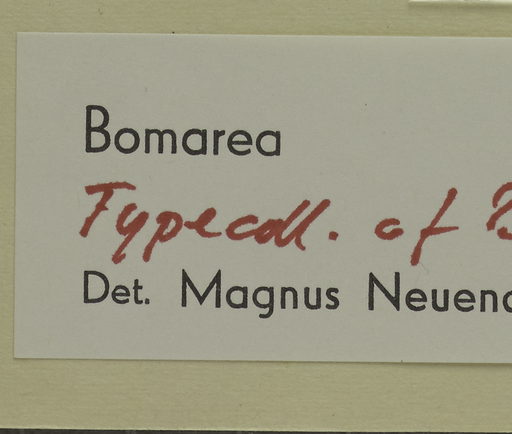 Bomarea
Typecoll. of B
Det. Magnus Neuend